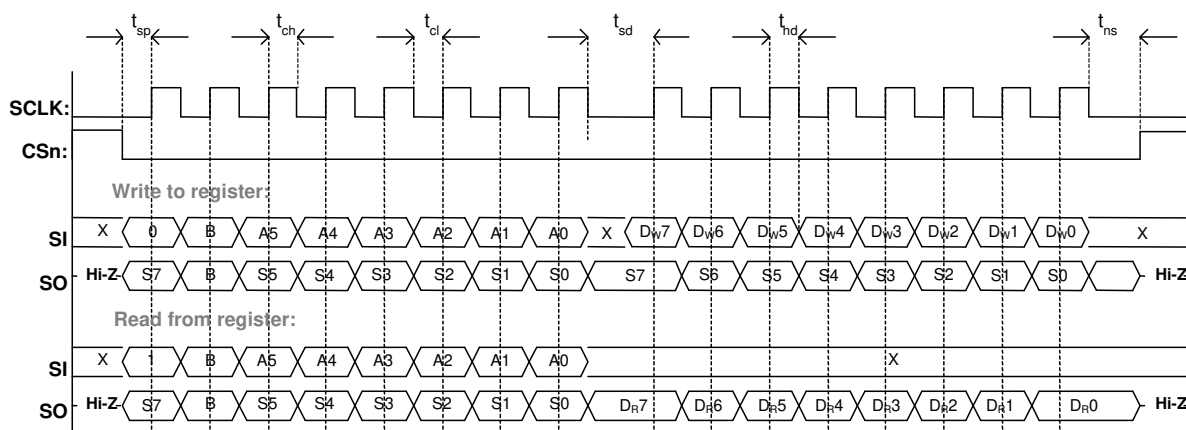 tsp tch tcl tsd thd tns
SCLK:
CSn:
Write to register:
SI X 0 B A5 A4 A3 A2 A1 A0 X DW7 DW6 DW5 DW4 DW3 DW2 DW1 DW0 X
SO Hi-Z S7 B S5 S4 S3 S2 S1 S0 S7 S6 S5 S4 S3 S2 S1 S0 Hi-Z
Read from register:
SI X 1 B A5 A4 A3 A2 A1 A0 X
SO Hi-Z S7 B S5 S4 S3 S2 S1 S0 DR7 DR6 DR5 DR4 DR3 DR2 DR1 DR0 Hi-Z